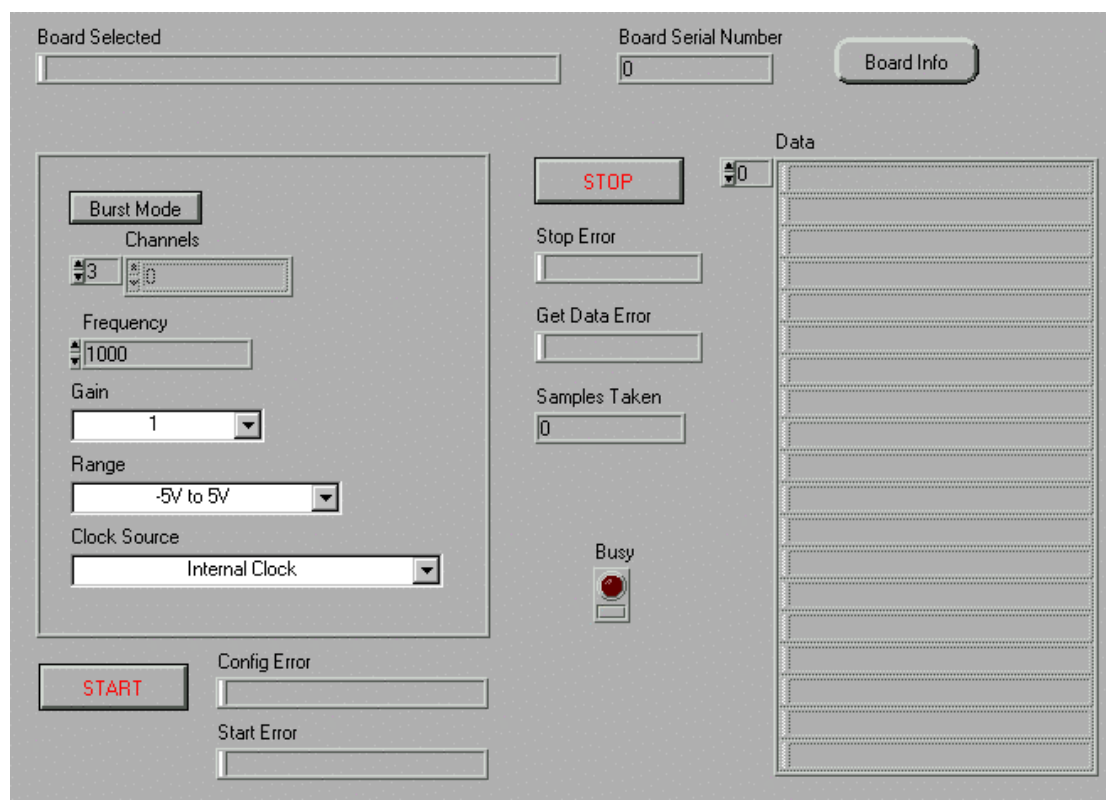 Board Selected
Board Serial Number
0
Board Info
Burst Mode
Channels
3
0
Frequency
1000
Gain
1
Range
-5V to 5V
Clock Source
Internal Clock
START
Config Error
Start Error
STOP
Stop Error
Get Data Error
Samples Taken
0
Busy
Data
0